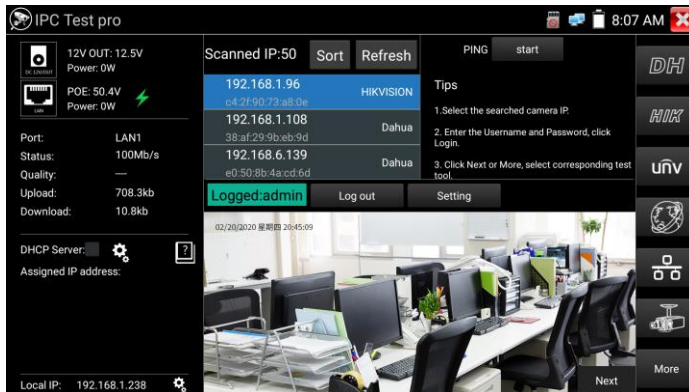 IPC Test pro
8:07 AM
DC 12V/OUT
12V OUT: 12.5V
Power: 0W
LAN
POE: 50.4V
Power: 0W
Port: LAN1
Status: 100Mb/s
Quality: ----
Upload: 708.3kb
Download: 10.8kb
DHCP Server:
?
Assigned IP address:
Local IP: 192.168.1.238
Scanned IP:50 Sort Refresh
192.168.1.96 HIKVISION
c4:2f:90:73:a8:0e
192.168.1.108 Dahua
38:af:29:9b:eb:9d
192.168.6.139 Dahua
e0:50:8b:4a:cd:6d
PING start
Tips
1.Select the searched camera IP.
2. Enter the Username and Password, click
Login.
3. Click Next or More, select corresponding test
tool.
Logged:admin Log out Setting
02/20/2020 星期四 20:45:09
Next
DH
HIK
unv
More